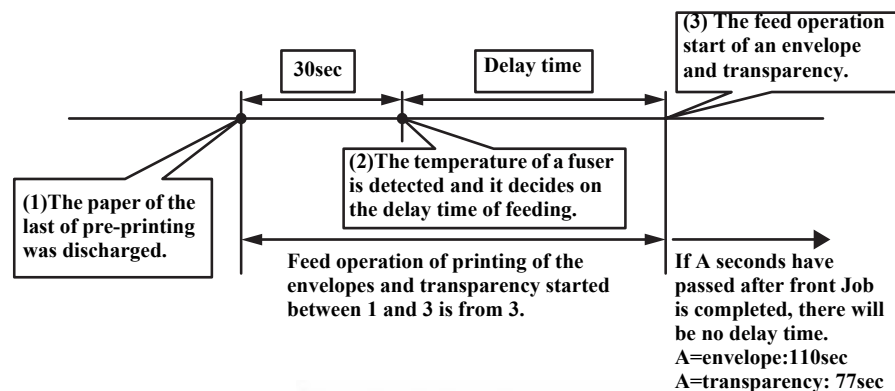 30sec
Delay time
(3) The feed operation
start of an envelope
and transparency.
(1)The paper of the
last of pre-printing
was discharged.
(2)The temperature of a fuser
is detected and it decides on
the delay time of feeding.
Feed operation of printing of the
envelopes and transparency started
between 1 and 3 is from 3.
If A seconds have
passed after front Job
is completed, there will
be no delay time.
A=envelope:110sec
A=transparency: 77sec